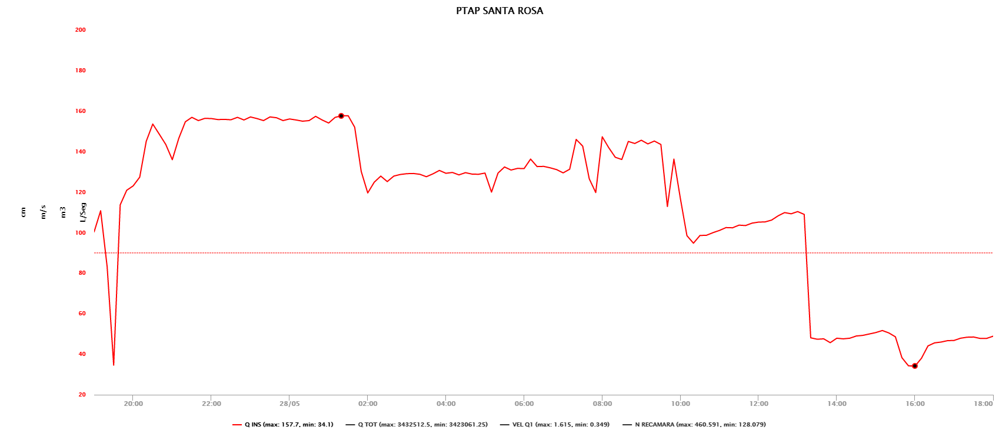 PTAP SANTA ROSA
200
180
160
140
120
100
80
60
40
20
cm
m/s
m3
L/Seg
20:00 22:00 28/05 02:00 04:00 06:00 08:00 10:00 12:00 14:00 16:00 18:00
Q INS (max: 157.7, min: 34.1) Q TOT (max: 3432512.5, min: 3423061.25) VEL Q1 (max: 1.615, min: 0.349) N RECAMARA (max: 460.591, min: 128.079)